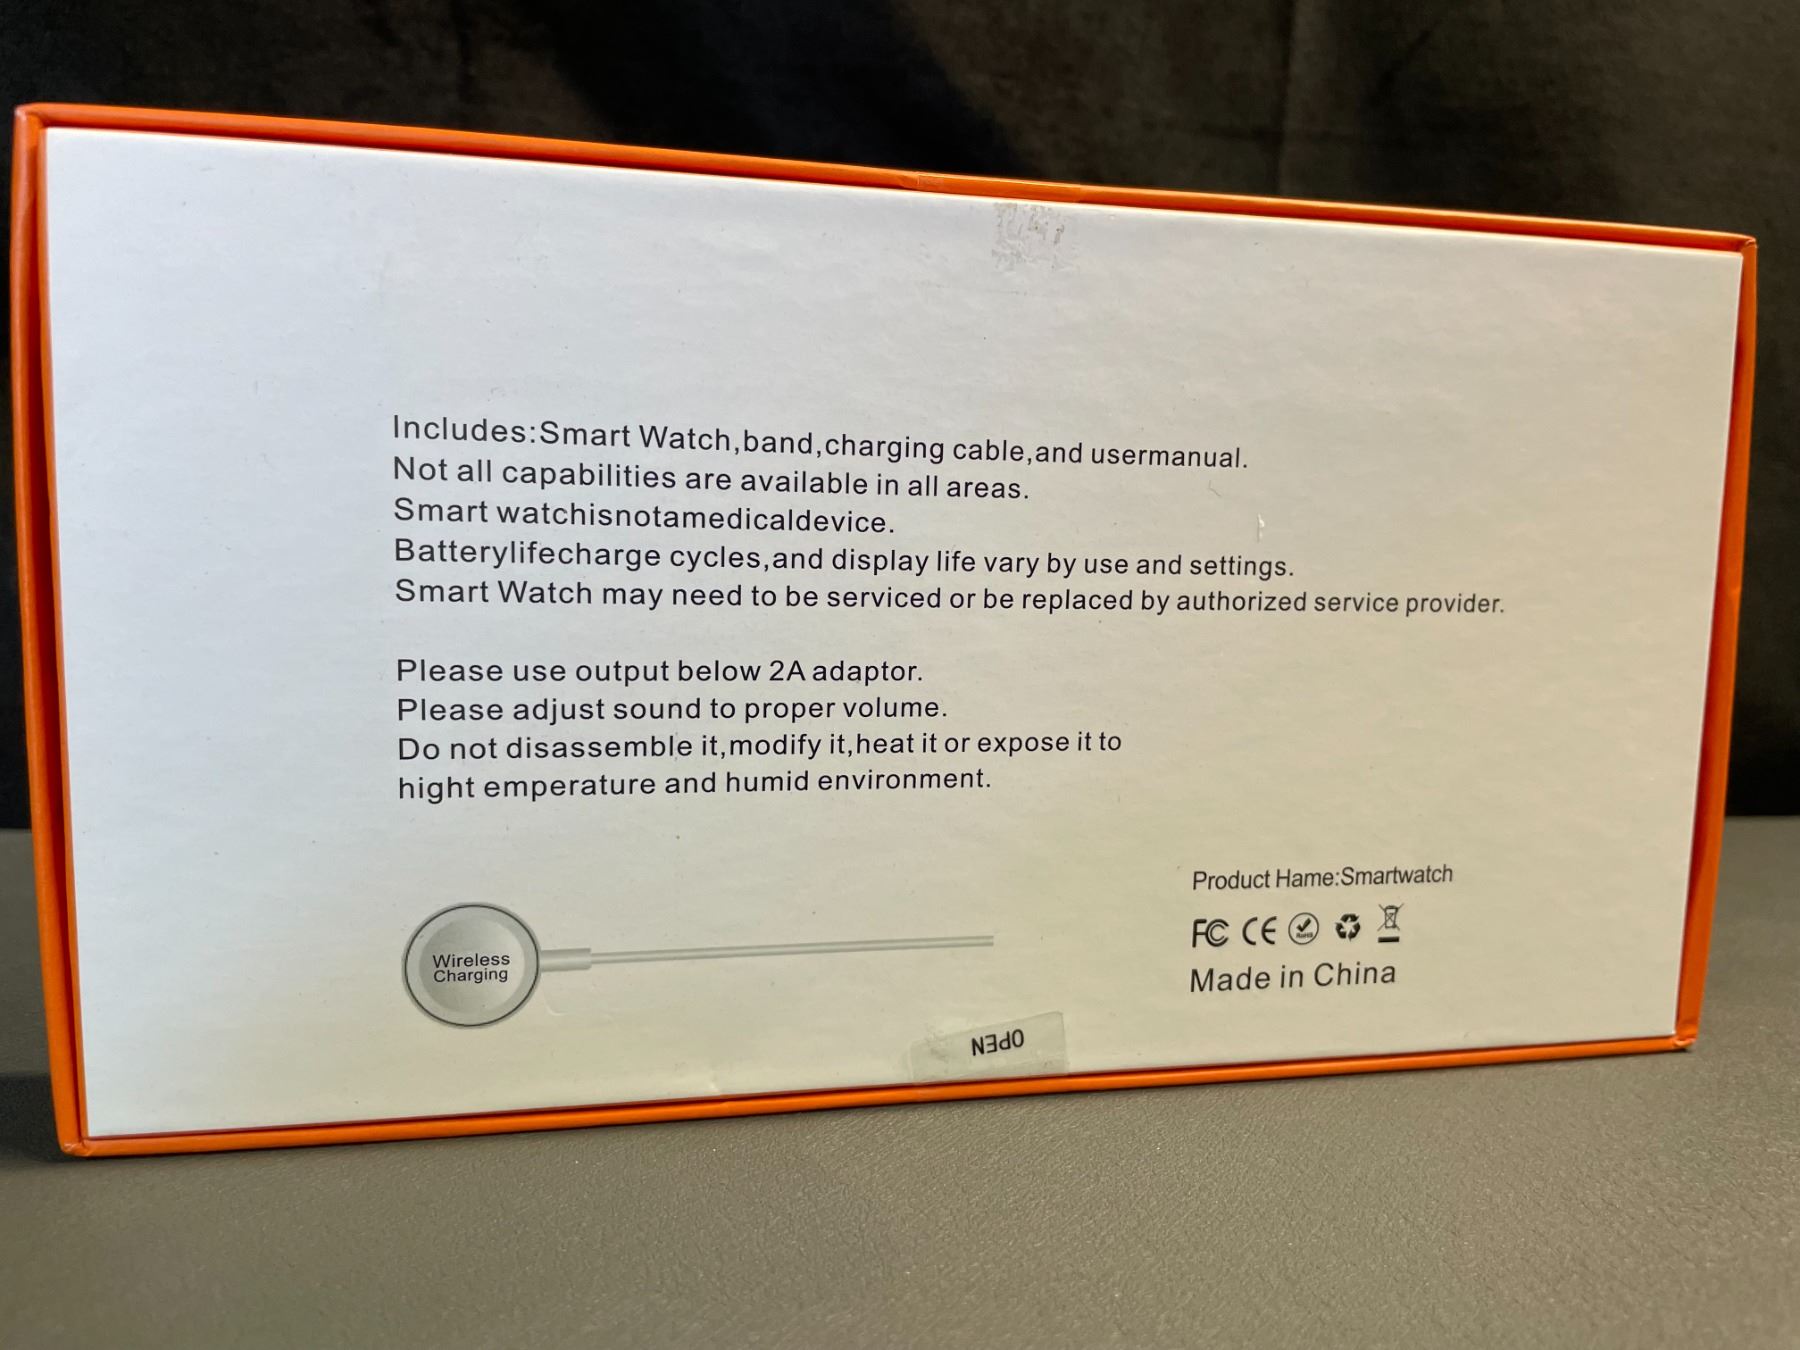 Includes:Smart Watch,band,charging cable,and usermanual.
Not all capabilities are available in all areas.
Smart watchisnotamedicaldevice.
Batterylifecharge cycles,and display life vary by use and settings.
Smart Watch may need to be serviced or be replaced by authorized service provider.
Please use output below 2A adaptor.
Please adjust sound to proper volume.
Do not disassemble it,modify it,heat it or expose it to
hight emperature and humid environment.
Wireless
Charging
Product Hame:Smartwatch
FC CE RoHS
Made in China
OPEN